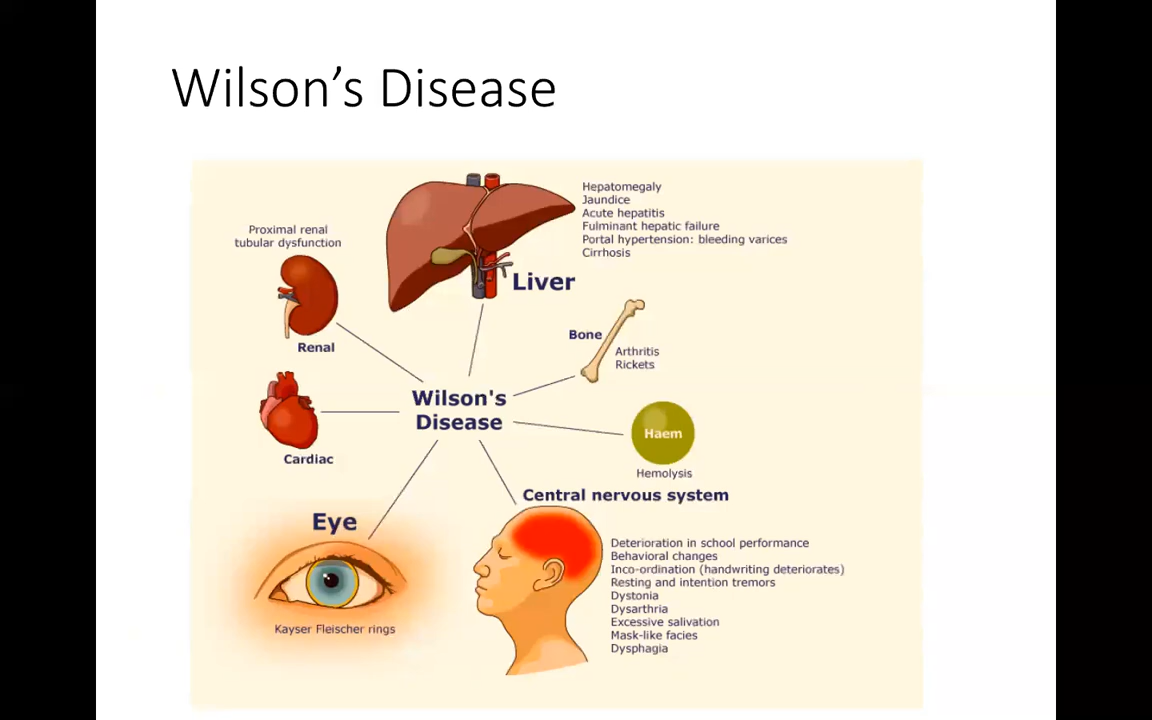 Wilson’s Disease
Hepatomegaly
Jaundice
Acute hepatitis
Fulminant hepatic failure
Portal hypertension: bleeding varices
Cirrhosis
Liver
Proximal renal
tubular dysfunction
Renal
Bone
Arthritis
Rickets
Wilson's
Disease
Cardiac
Haem
Hemolysis
Central nervous system
Eye
Kayser Fleischer rings
Deterioration in school performance
Behavioral changes
Inco-ordination (handwriting deteriorates)
Resting and intention tremors
Dystonia
Dysarthria
Excessive salivation
Mask-like facies
Dysphagia